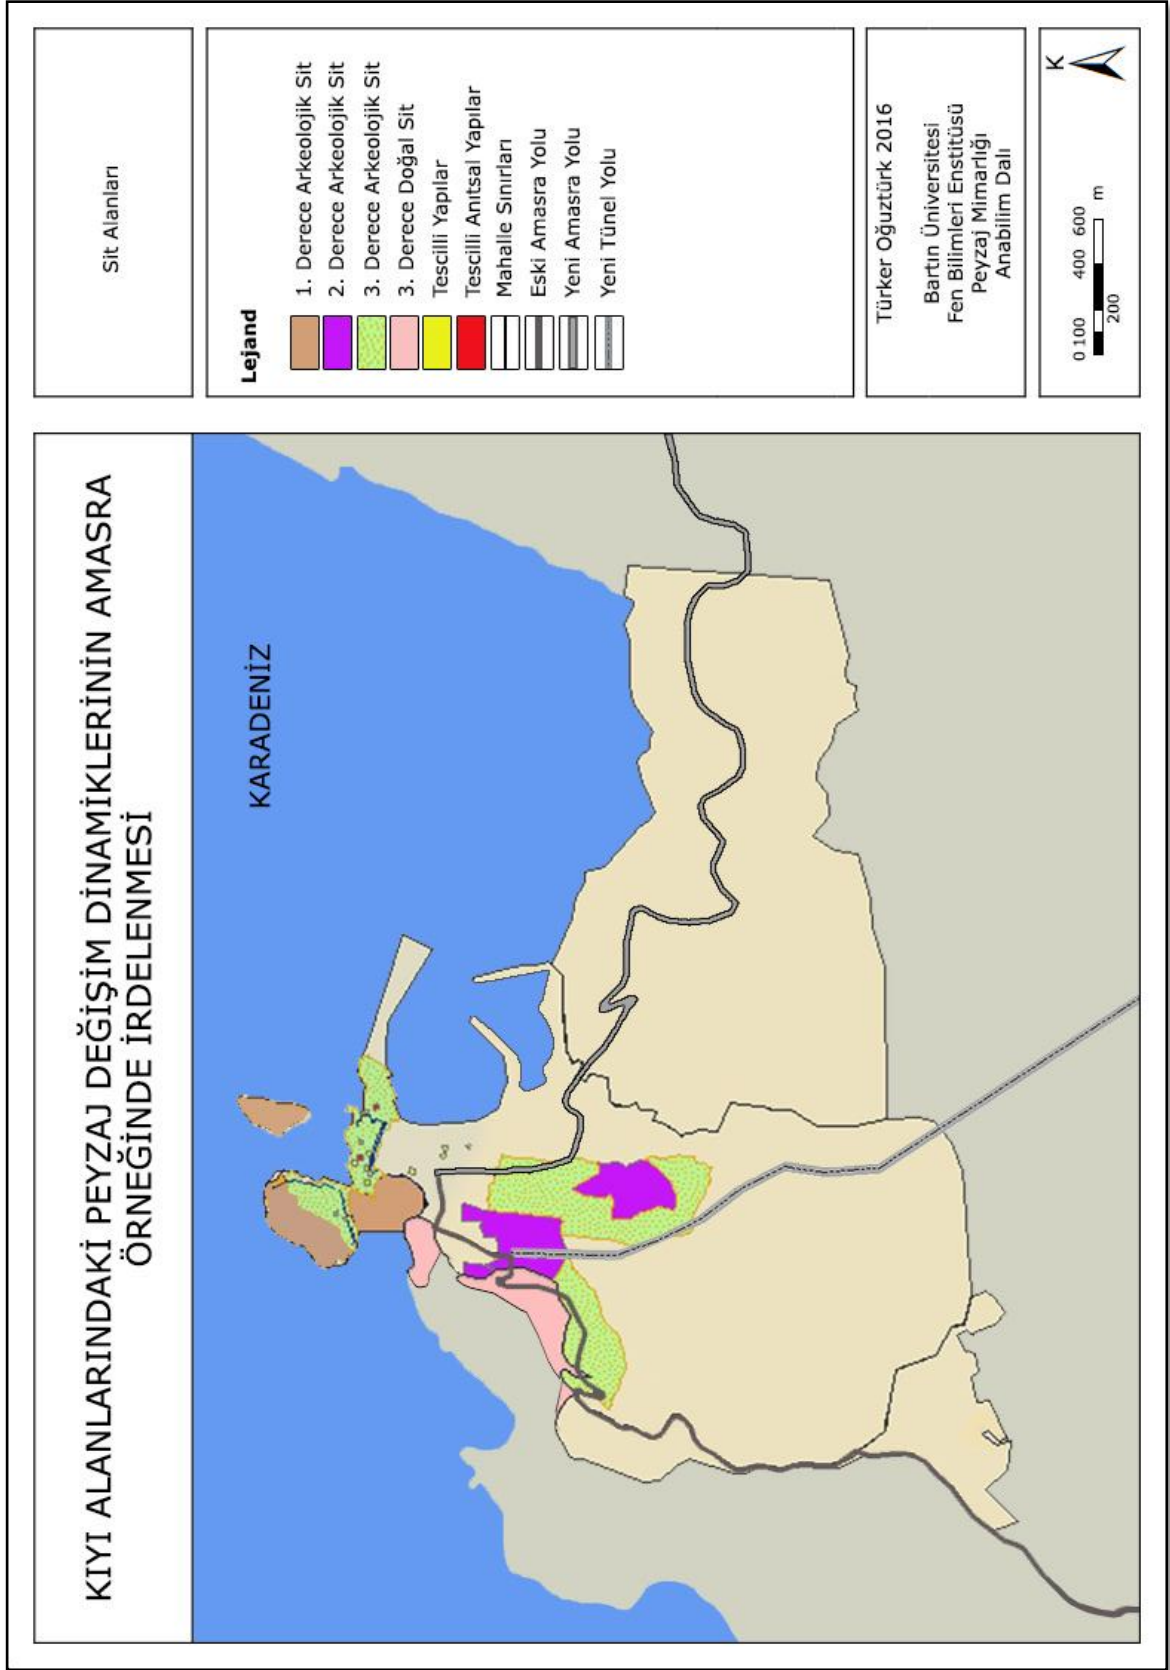 KIYI ALANLARINDAKİ PEYZAJ DEĞİŞİM DİNAMİKLERİNİN AMASRA
ÖRNEĞİNDE İRDELENMESİ
Sit Alanları
KARADENİZ
Lejand
1. Derece Arkeolojik Sit
2. Derece Arkeolojik Sit
3. Derece Arkeolojik Sit
3. Derece Doğal Sit
Tescilli Yapılar
Tescilli Anıtsal Yapılar
Mahalle Sınırları
Eski Amasra Yolu
Yeni Amasra Yolu
Yeni Tünel Yolu
Türker Oğuztürk 2016
Bartın Üniversitesi
Fen Bilimleri Enstitüsü
Peyzaj Mimarlığı
Anabilim Dalı
K
0 100 400 600 m
200